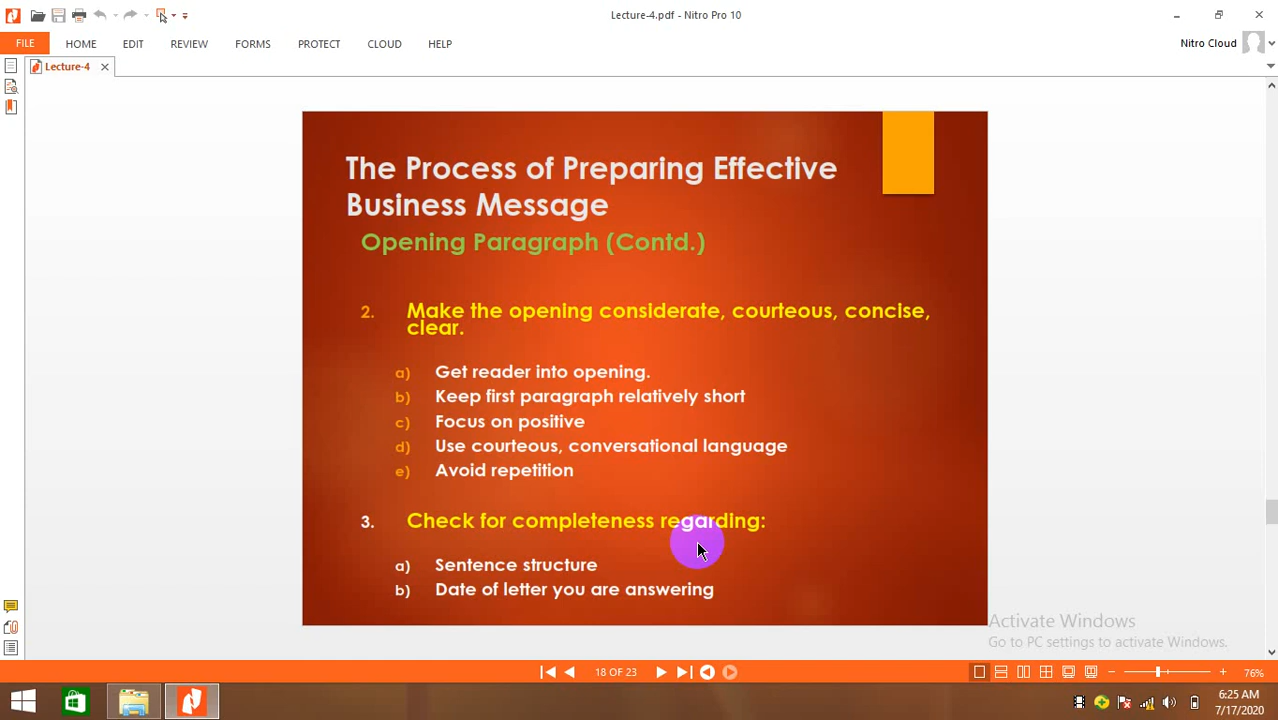 Lecture-4.pdf - Nitro Pro 10
FILE HOME EDIT REVIEW FORMS PROTECT CLOUD HELP Nitro Cloud
Lecture-4
The Process of Preparing Effective
Business Message
Opening Paragraph (Contd.)
2. Make the opening considerate, courteous, concise,
clear.
a) Get reader into opening.
b) Keep first paragraph relatively short
c) Focus on positive
d) Use courteous, conversational language
e) Avoid repetition
3. Check for completeness regarding:
a) Sentence structure
b) Date of letter you are answering
Activate Windows
Go to PC settings to activate Windows.
18 OF 23
76%
6:25 AM
7/17/2020